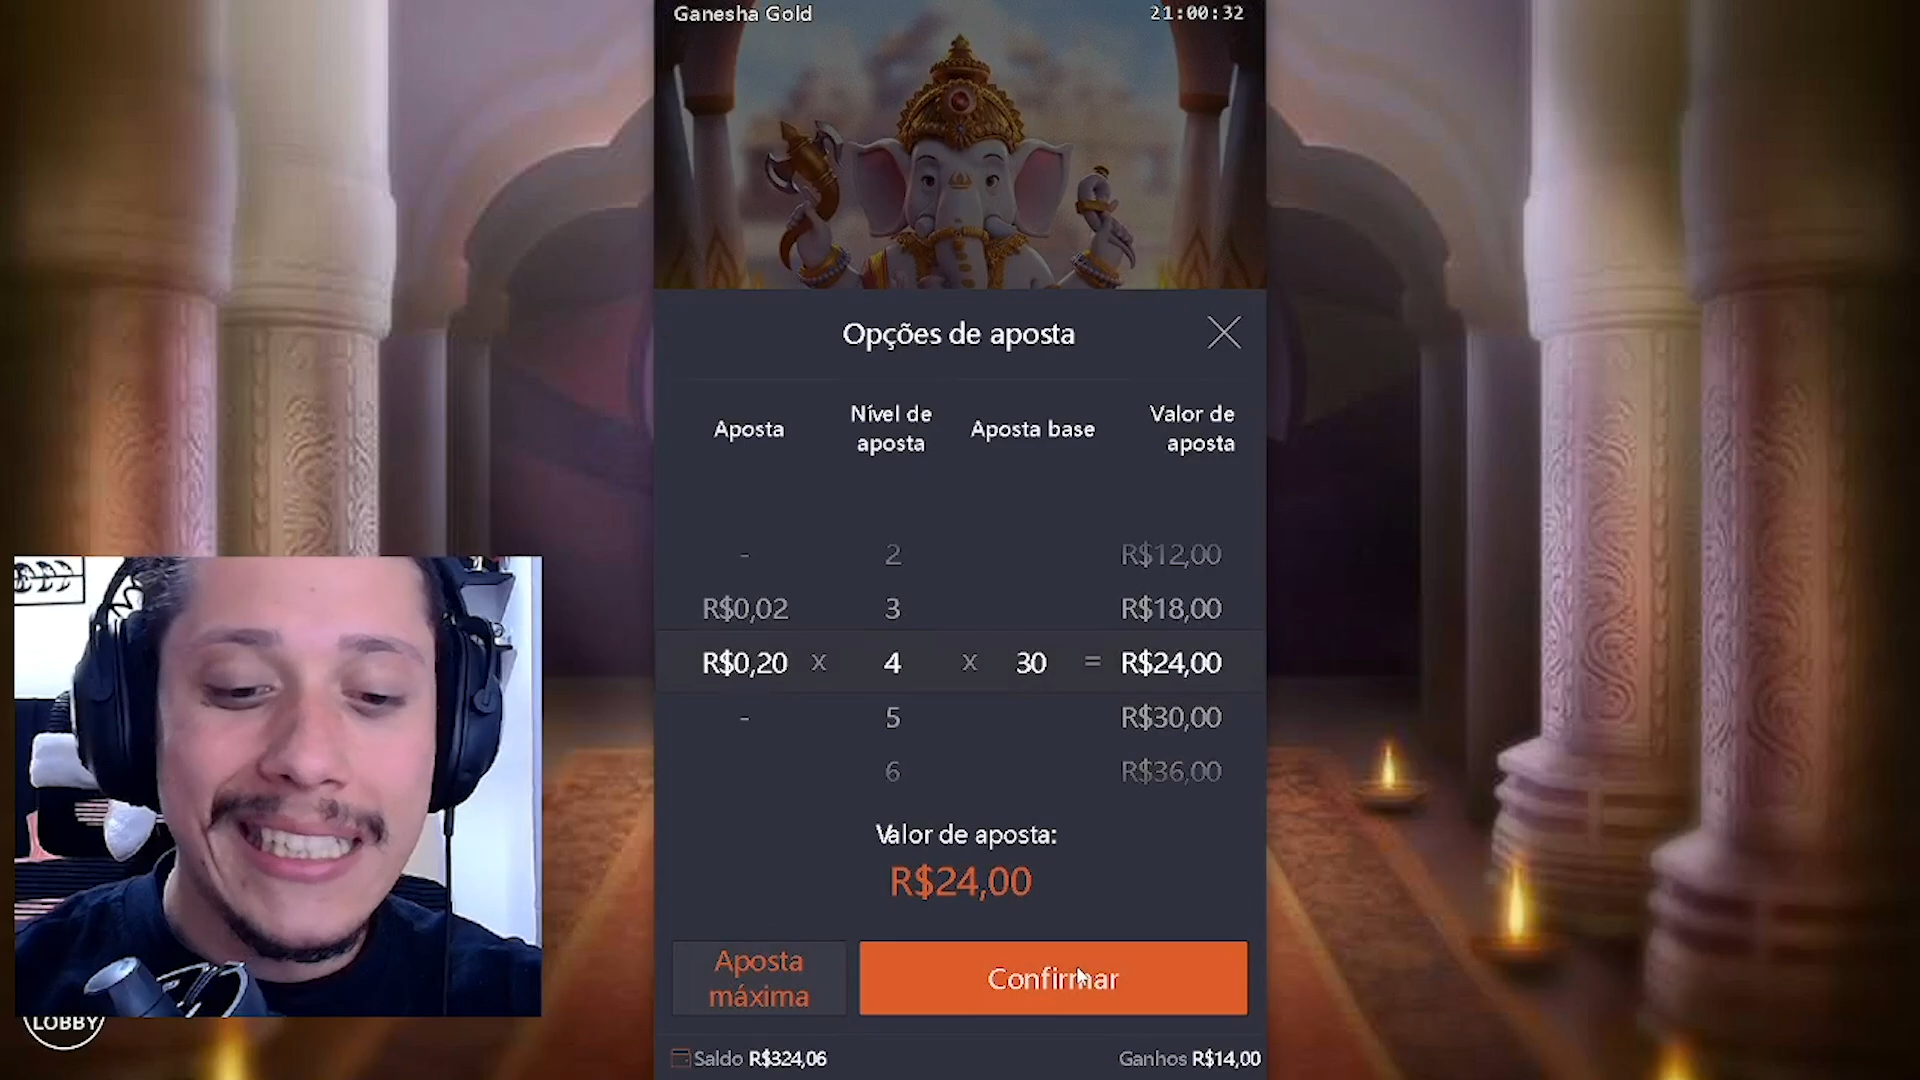 Ganesha Gold
21:00:32
Opções de aposta
Aposta
Nível de
aposta
Aposta base
Valor de
aposta
- 2 R$12,00
R$0,02 3 R$18,00
R$0,20 x 4 x 30 = R$24,00
- 5 R$30,00
6 R$36,00
Valor de aposta:
R$24,00
Aposta
máxima
Confirmar
LOBBY
Saldo R$324,06
Ganhos R$14,00